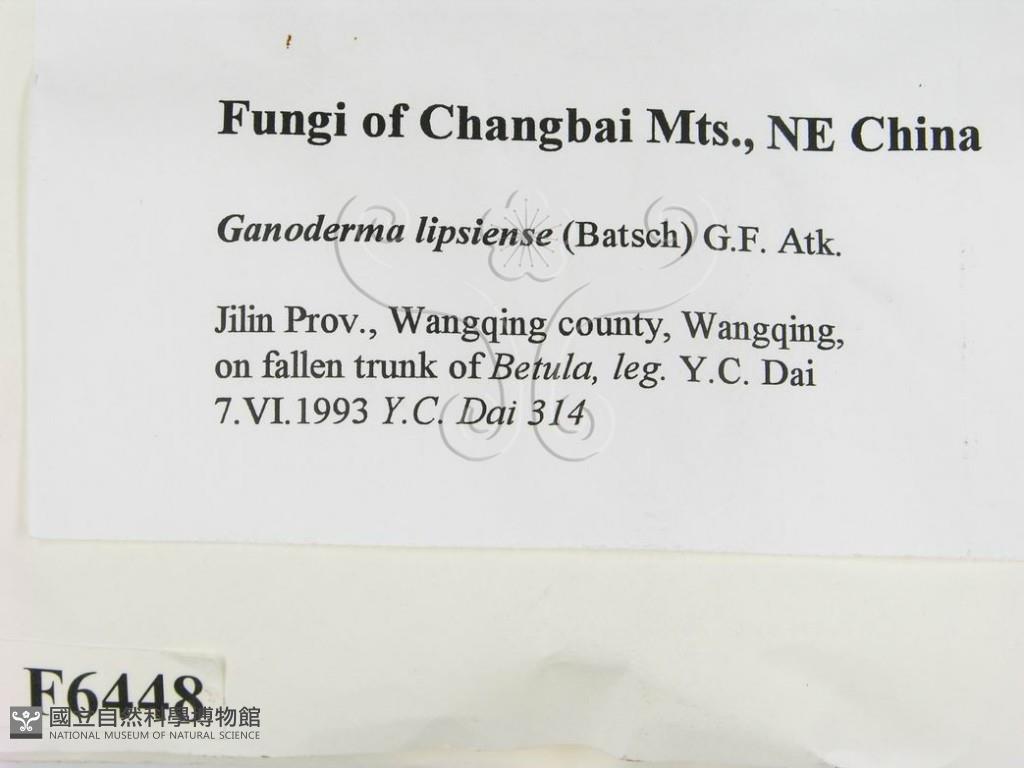 Fungi of Changbai Mts., NE China
Ganoderma lipsiense (Batsch) G.F. Atk.
Jilin Prov., Wangqing county, Wangqing,
on fallen trunk of Betula, leg. Y.C. Dai
7.VI.1993 Y.C. Dai 314
F6448
國立自然科學博物館
NATIONAL MUSEUM OF NATURAL SCIENCE